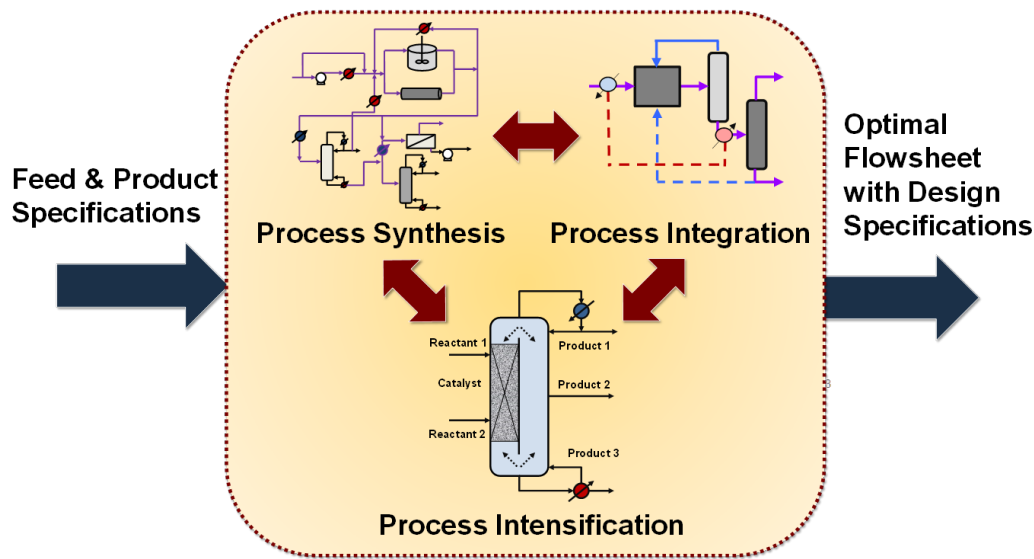 Feed & Product
Specifications
Process Synthesis
Process Integration
Optimal
Flowsheet
with Design
Specifications
Reactant 1
Catalyst
Reactant 2
Product 1
Product 2
Product 3
Process Intensification